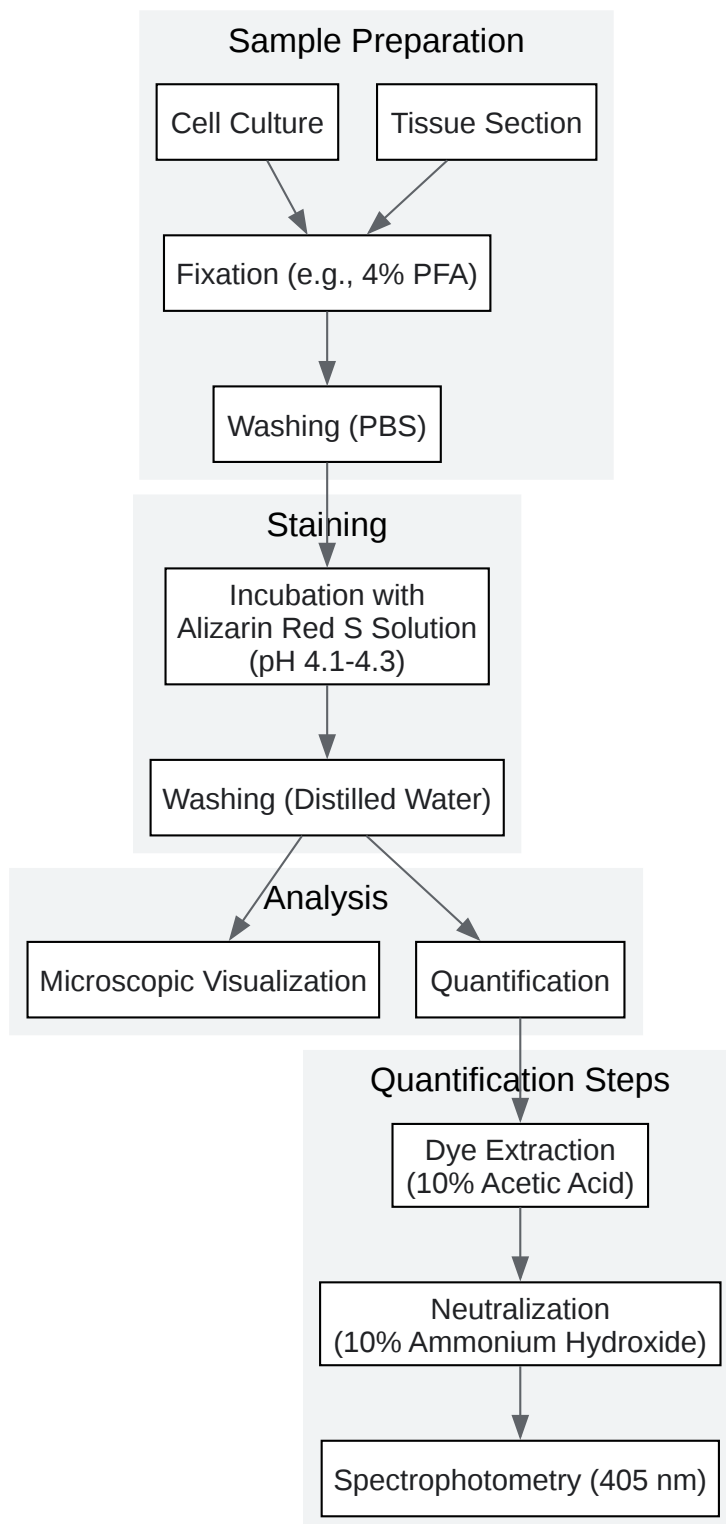 Sample Preparation
Cell Culture
Tissue Section
Fixation (e.g., 4% PFA)
Washing (PBS)
Staining
Incubation with
Alizarin Red S Solution
(pH 4.1-4.3)
Washing (Distilled Water)
Analysis
Microscopic Visualization
Quantification
Quantification Steps
Dye Extraction
(10% Acetic Acid)
Neutralization
(10% Ammonium Hydroxide)
Spectrophotometry (405 nm)